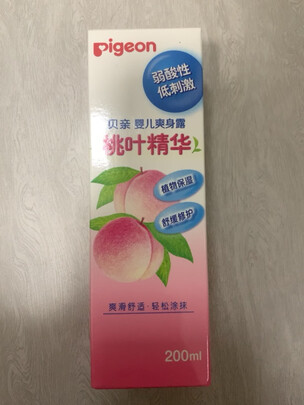 Pigeon
弱酸性
低刺激
贝亲 婴儿爽身露
桃叶精华
植物保湿
舒缓修护
爽滑舒适·轻松涂抹
200ml